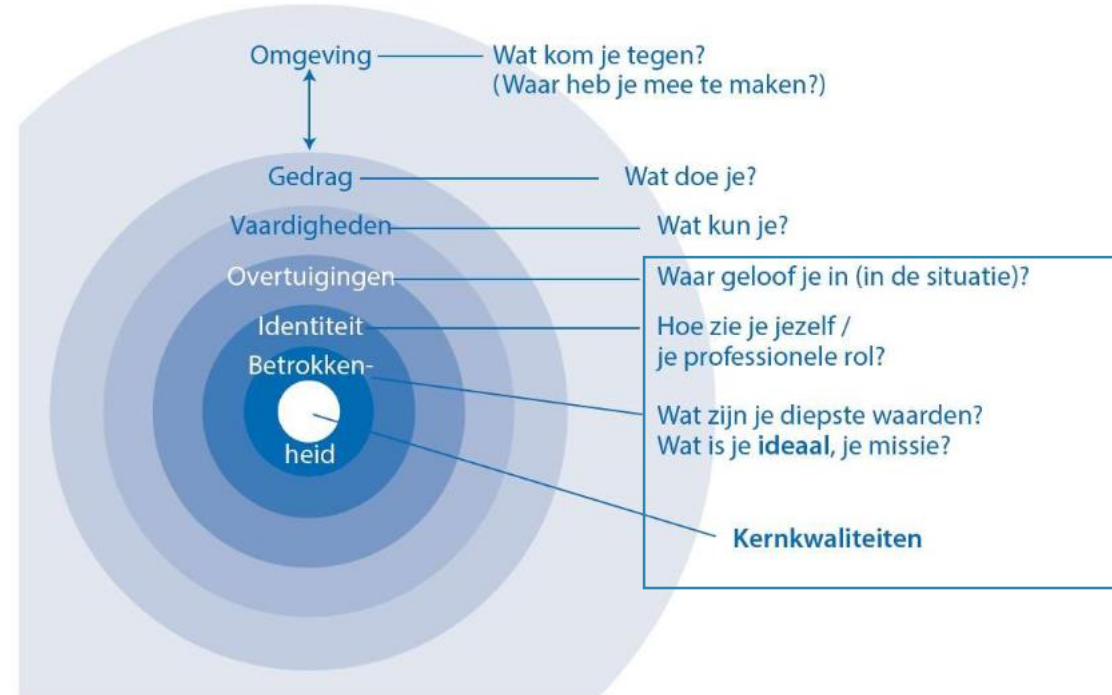 Omgeving
Wat kom je tegen?
(Waar heb je mee te maken?)
Gedrag
Wat doe je?
Vaardigheden
Wat kun je?
Overtuigingen
Waar geloof je in (in de situatie)?
Identiteit
Hoe zie je jezelf /
je professionele rol?
Betrokken-
heid
Wat zijn je diepste waarden?
Wat is je ideaal, je missie?
Kernkwaliteiten